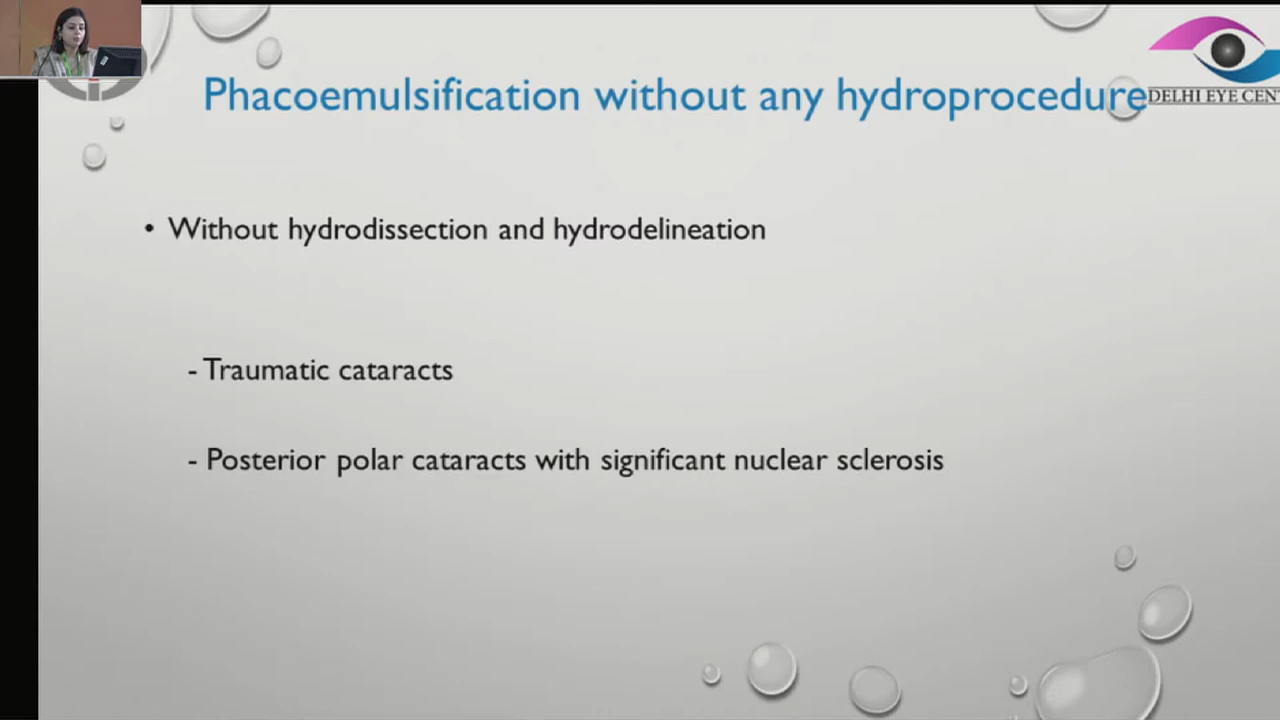 Phacoemulsification without any hydroprocedure
DELHI EYE CENT
• Without hydrodissection and hydrodelineation
- Traumatic cataracts
- Posterior polar cataracts with significant nuclear sclerosis